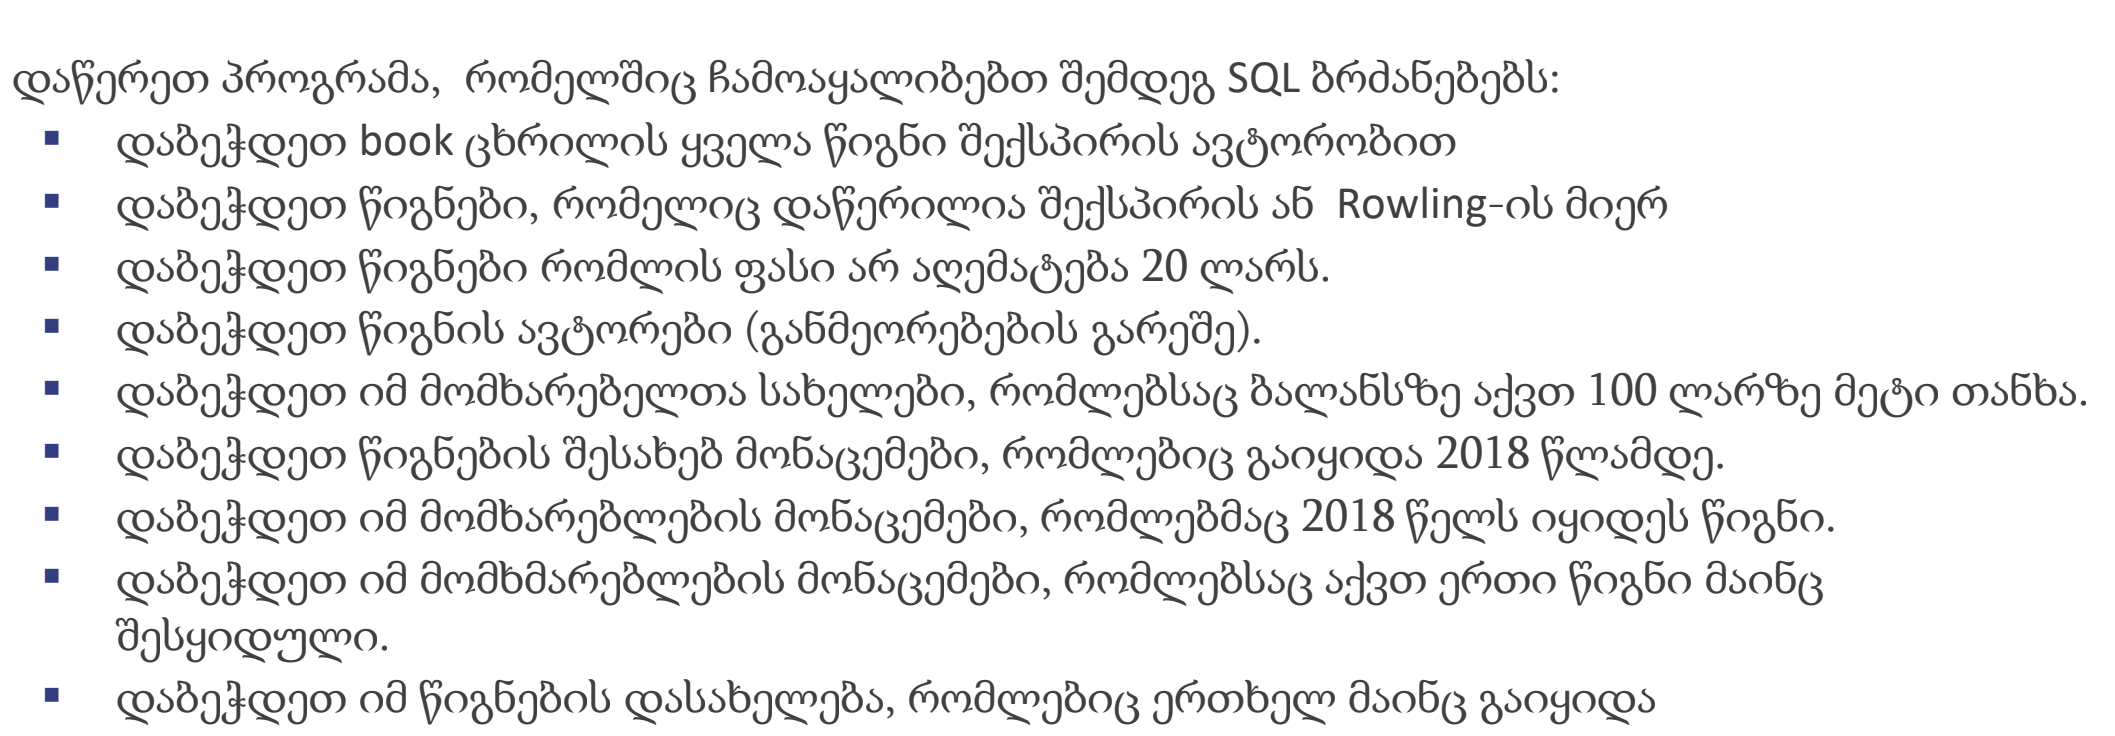 დაწერეთ პროგრამა, რომელშიც ჩამოაყალიბებთ შემდეგ SQL ბრძანებებს:
▪ დაბეჭდეთ book ცხრილის ყველა წიგნი შექსპირის ავტორობით
▪ დაბეჭდეთ წიგნები, რომელიც დაწერილია შექსპირის ან Rowling-ის მიერ
▪ დაბეჭდეთ წიგნები რომლის ფასი არ აღემატება 20 ლარს.
▪ დაბეჭდეთ წიგნის ავტორები (განმეორებების გარეშე).
▪ დაბეჭდეთ იმ მომხარებელთა სახელები, რომლებსაც ბალანსზე აქვთ 100 ლარზე მეტი თანხა.
▪ დაბეჭდეთ წიგნების შესახებ მონაცემები, რომლებიც გაიყიდა 2018 წლამდე.
▪ დაბეჭდეთ იმ მომხარებლების მონაცემები, რომლებმაც 2018 წელს იყიდეს წიგნი.
▪ დაბეჭდეთ იმ მომხმარებლების მონაცემები, რომლებსაც აქვთ ერთი წიგნი მაინც
შესყიდული.
▪ დაბეჭდეთ იმ წიგნების დასახელება, რომლებიც ერთხელ მაინც გაიყიდა